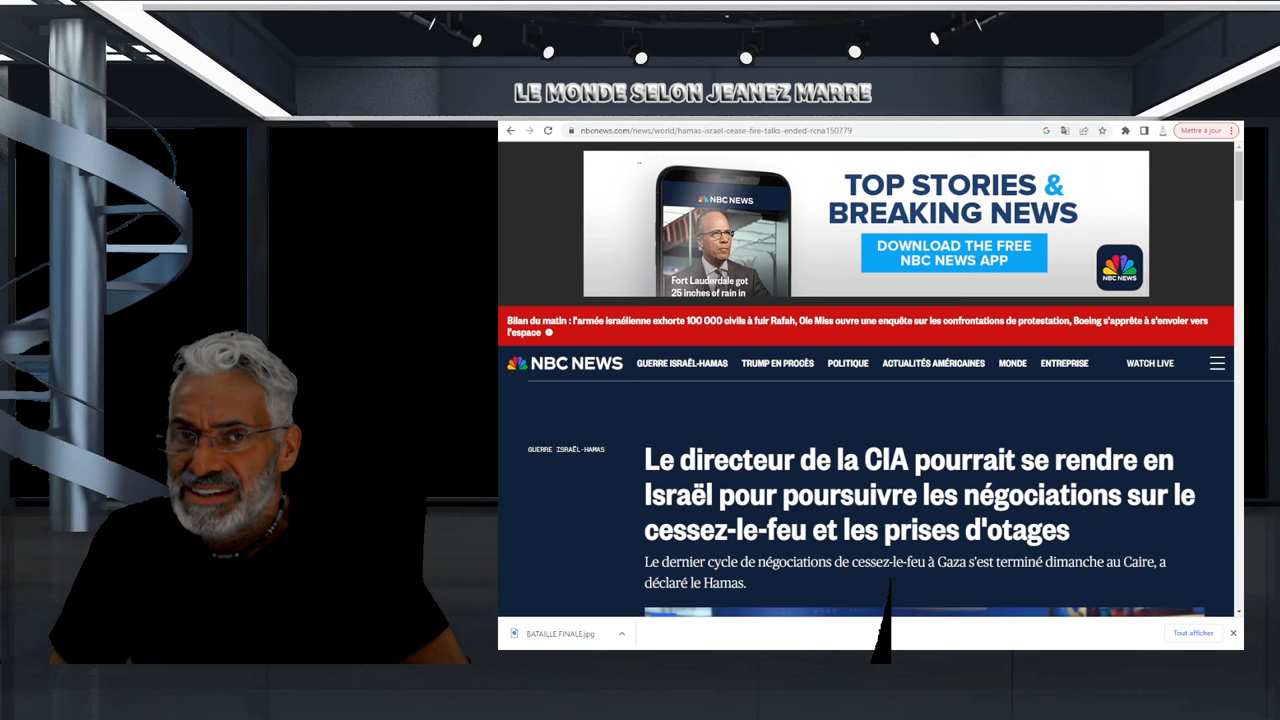 LE MONDE SELON JEANEZ MARRE
nbcnews.com/news/world/hamas-israel-cease-fire-talks-ended-rcna150779
Mettre à jour
NBC NEWS
TOP STORIES &
BREAKING NEWS
DOWNLOAD THE FREE
NBC NEWS APP
Fort Lauderdale got
25 inches of rain in
NBC NEWS
Bilan du matin : l'armée israélienne exhorte 100 000 civils à fuir Rafah, Ole Miss ouvre une enquête sur les confrontations de protestation, Boeing s'apprête à s'envoler vers
l'espace
NBC NEWS GUERRE ISRAËL-HAMAS TRUMP EN PROCÈS POLITIQUE ACTUALITÉS AMÉRICAINES MONDE ENTREPRISE WATCH LIVE
GUERRE ISRAËL-HAMAS
Le directeur de la CIA pourrait se rendre en
Israël pour poursuivre les négociations sur le
cessez-le-feu et les prises d'otages
Le dernier cycle de négociations de cessez-le-feu à Gaza s'est terminé dimanche au Caire, a
déclaré le Hamas.
BATAILLE FINALE.jpg
Tout afficher